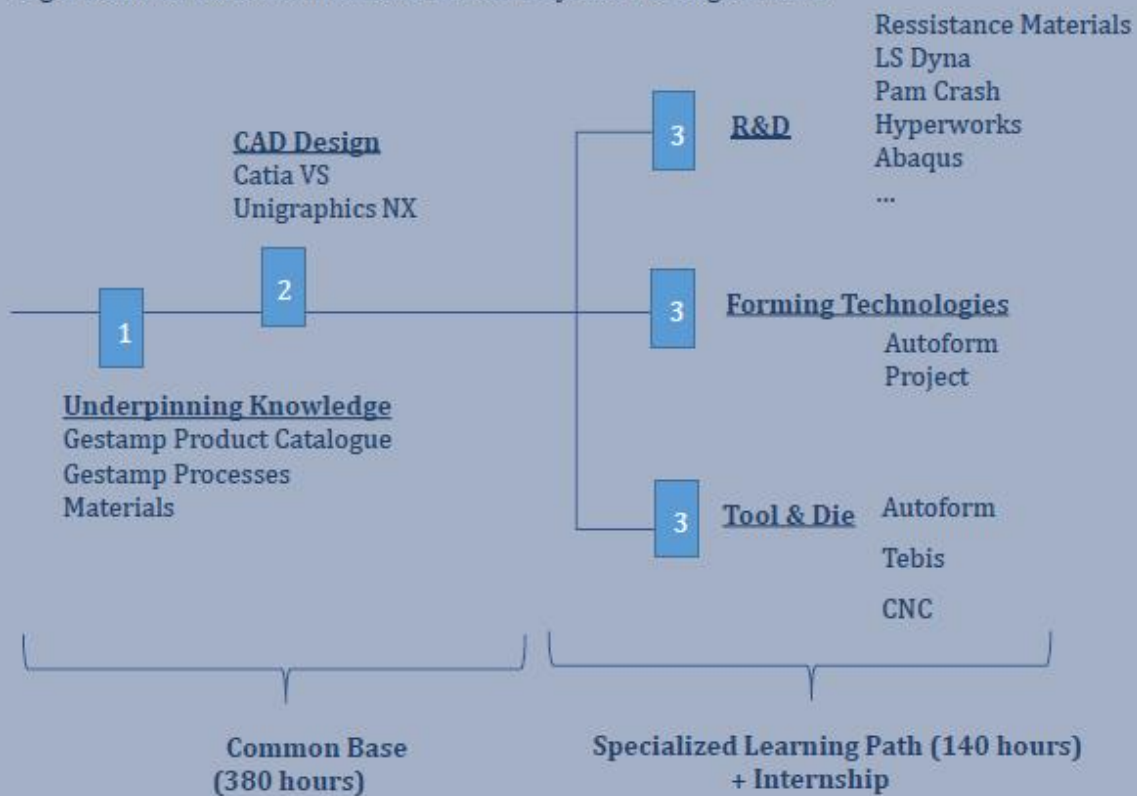 Ressistance Materials
LS Dyna
Pam Crash
Hyperworks
Abaqus
...
3
R&D
CAD Design
Catia VS
Unigraphics NX
2
1
3
Forming Technologies
Autoform
Project
Underpinning Knowledge
Gestamp Product Catalogue
Gestamp Processes
Materials
3
Tool & Die
Autoform
Tebis
CNC
Common Base
(380 hours)
Specialized Learning Path (140 hours)
+ Internship